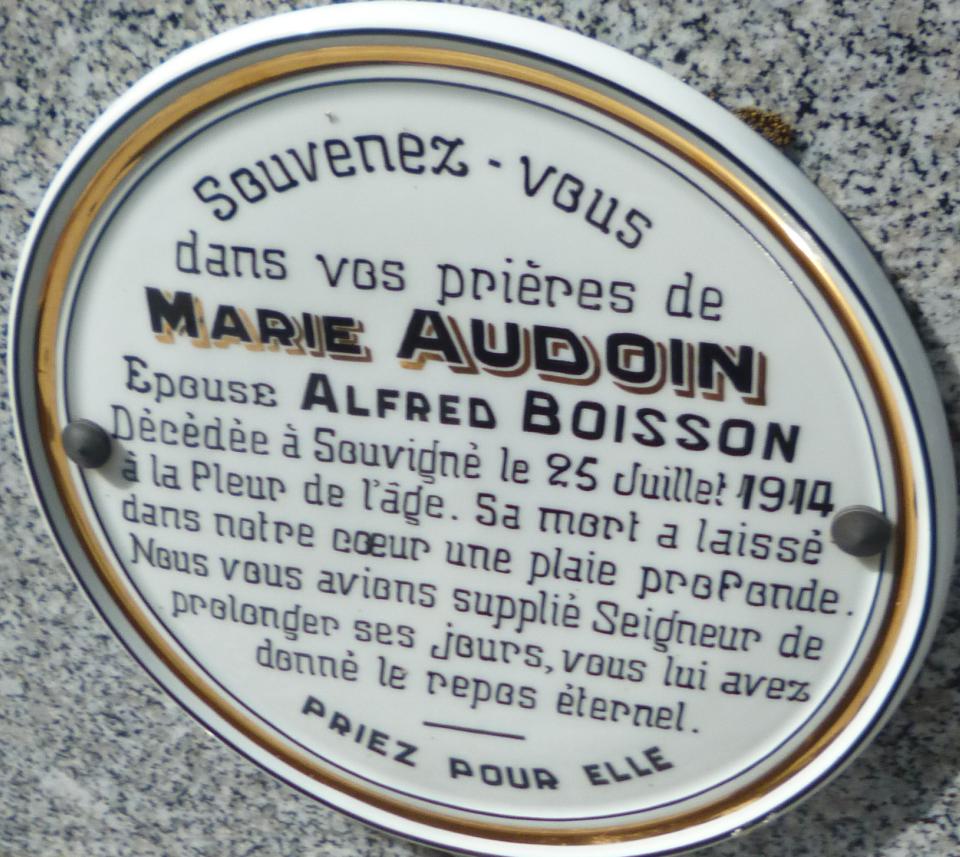 Souvenez-vous
dans vos prières de
MARIE AUDOIN
Epouse ALFRED BOISSON
Décédée à Souvigné le 25 Juillet 1914
à la fleur de l'âge. Sa mort a laissé
dans notre cœur une plaie profonde.
Nous vous avions supplié Seigneur de
prolonger ses jours, vous lui avez
donné le repos éternel.
PRIEZ POUR ELLE